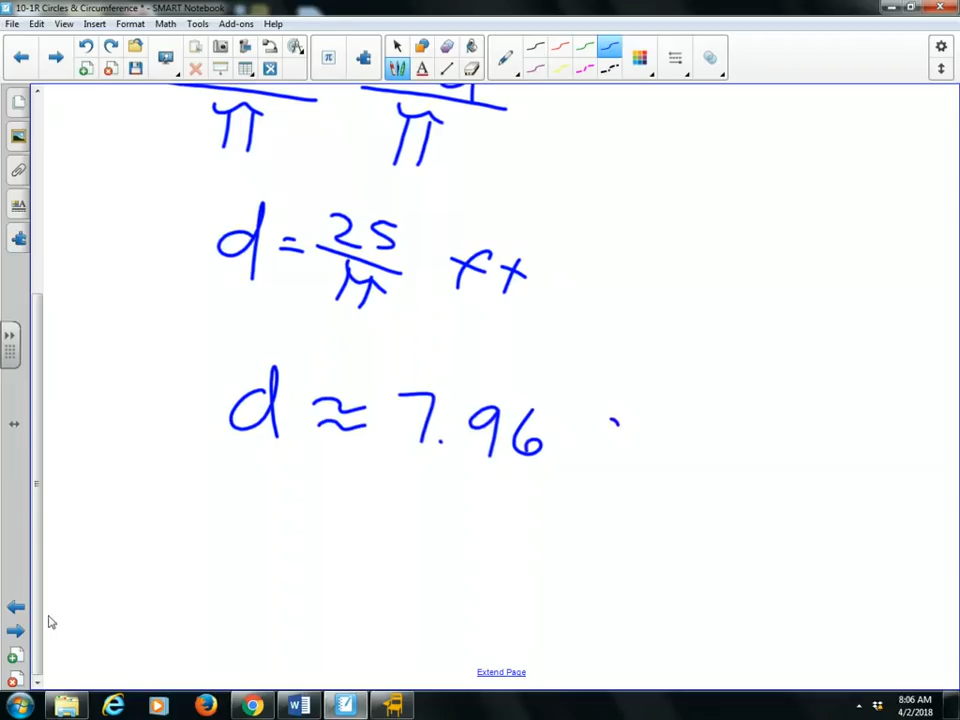 10-1R Circles & Circumference * - SMART Notebook
File Edit View Insert Format Math Tools Add-ons Help
π π
d = 25/π ft
d ≈ 7.96
Extend Page
8:06 AM
4/2/2018